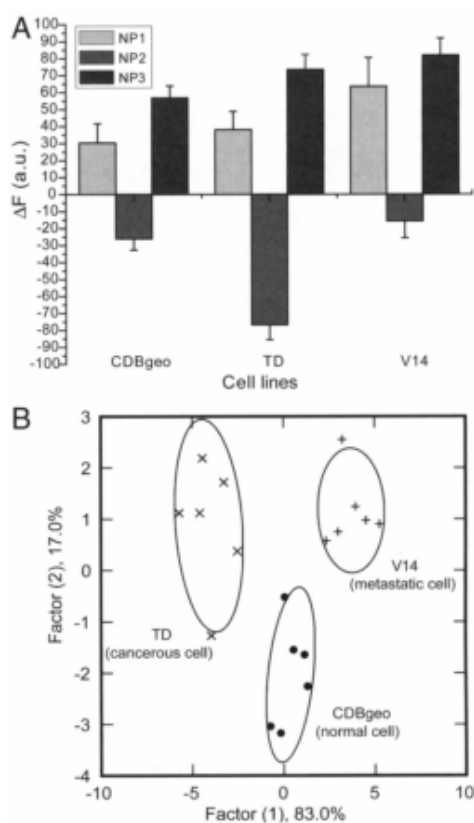 A
NP1
NP2
NP3
90
80
70
60
50
40
30
20
10
0
-10
-20
-30
-40
-50
-60
-70
-80
-90
-100
ΔF (a.u.)
CDBgeo TD V14
Cell lines
B
3
2
1
0
-1
-2
-3
-4
Factor (2), 17.0%
V14
(metastatic cell)
TD
(cancerous cell)
CDBgeo
(normal cell)
-10 -5 0 5 10
Factor (1), 83.0%